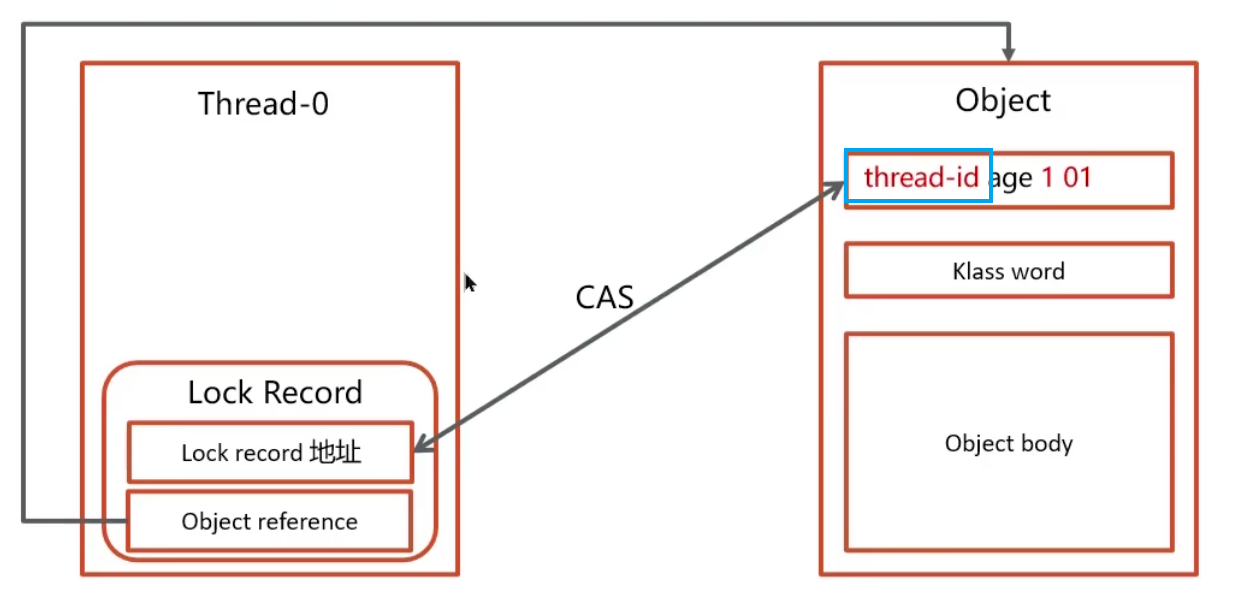 Thread-0
Object
thread-id age 1 01
Klass word
CAS
Lock Record
Lock record 地址
Object reference
Object body